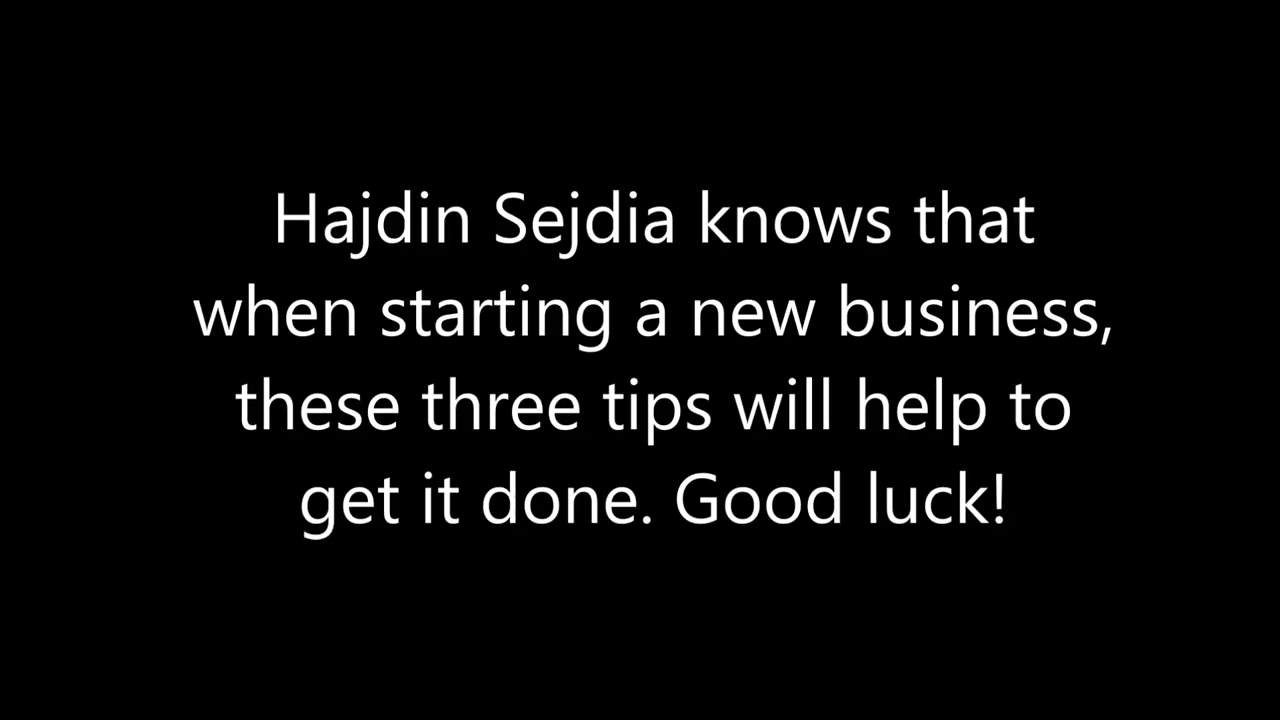 Hajdin Sejdia knows that
when starting a new business,
these three tips will help to
get it done. Good luck!